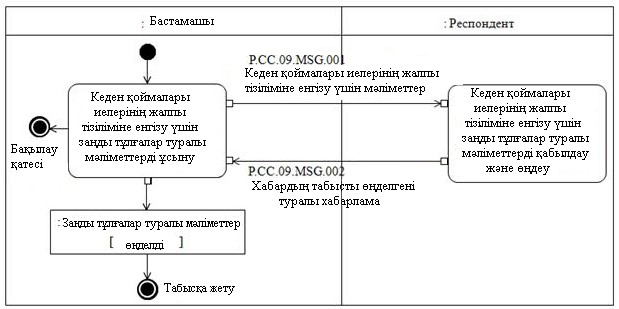 : Бастамашы
: Респондент
P.CC.09.MSG.001
Кеден қоймалары иелерінің жалпы
тізіліміне енгізу үшін мәліметтер
Кеден қоймалары
иелерінің жалпы
тізіліміне енгізу үшін
заңды тұлғалар туралы
мәліметтерді ұсыну
Кеден қоймалары
иелерінің жалпы
тізіліміне енгізу үшін
заңды тұлғалар туралы
мәліметтерді қабылдау
және өңдеу
Бақылау
қатесі
P.CC.09.MSG.002
Хабардың табысты өңделгені
туралы хабарлама
: Заңды тұлғалар туралы мәліметтер
[ өңделді ]
Табысқа жету